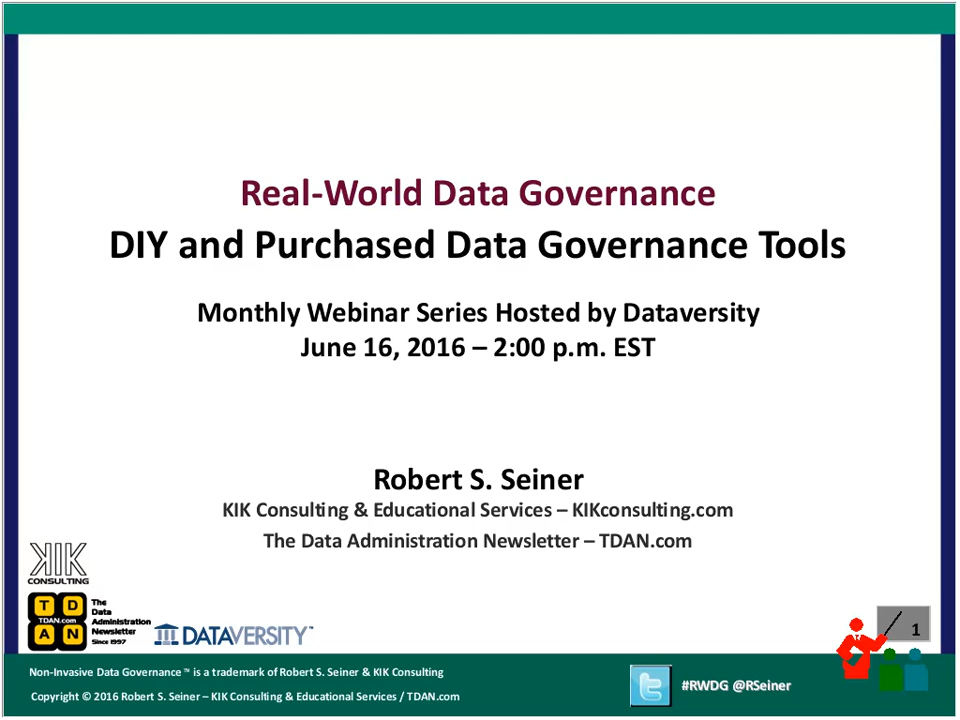 Real-World Data Governance
DIY and Purchased Data Governance Tools
Monthly Webinar Series Hosted by Dataversity
June 16, 2016 – 2:00 p.m. EST
Robert S. Seiner
KIK Consulting & Educational Services – KIKconsulting.com
The Data Administration Newsletter – TDAN.com
KIK
CONSULTING
T D
TDAN.com
A N
The
Data
Administration
Newsletter
Since 1997
DATAVERSITY™
1
Non-Invasive Data Governance ™ is a trademark of Robert S. Seiner & KIK Consulting
Copyright © 2016 Robert S. Seiner – KIK Consulting & Educational Services / TDAN.com
#RWDG @RSeiner